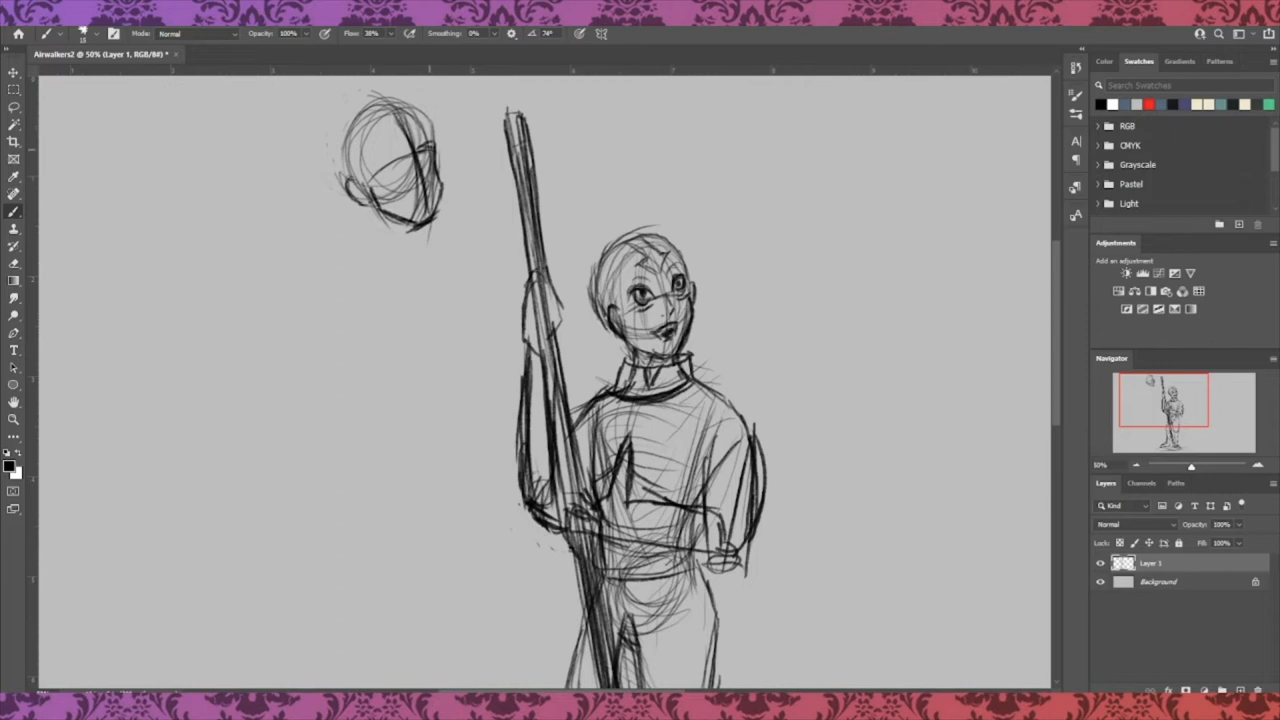 Mode: Normal Opacity: 100% Flow: 38% Smoothing: 0%
Airwalkers2 @ 50% (Layer 1, RGB/8#) * ×
Color Swatches Gradients Patterns
Search Swatches
RGB
CMYK
Grayscale
Pastel
Light
Adjustments
Add an adjustment
Navigator
50%
Layers Channels Paths
Kind
Normal Opacity: 100%
Lock: Fill: 100%
Layer 1
Background